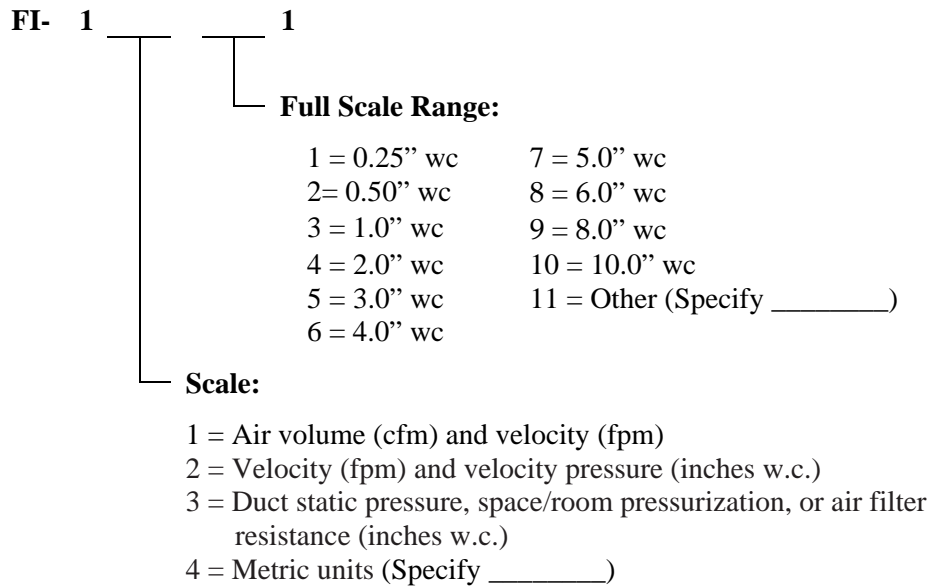 FI- 1 ____ ____ 1
Full Scale Range:
1 = 0.25” wc 7 = 5.0” wc
2= 0.50” wc 8 = 6.0” wc
3 = 1.0” wc 9 = 8.0” wc
4 = 2.0” wc 10 = 10.0” wc
5 = 3.0” wc 11 = Other (Specify ________)
6 = 4.0” wc
Scale:
1 = Air volume (cfm) and velocity (fpm)
2 = Velocity (fpm) and velocity pressure (inches w.c.)
3 = Duct static pressure, space/room pressurization, or air filter
resistance (inches w.c.)
4 = Metric units (Specify ________)